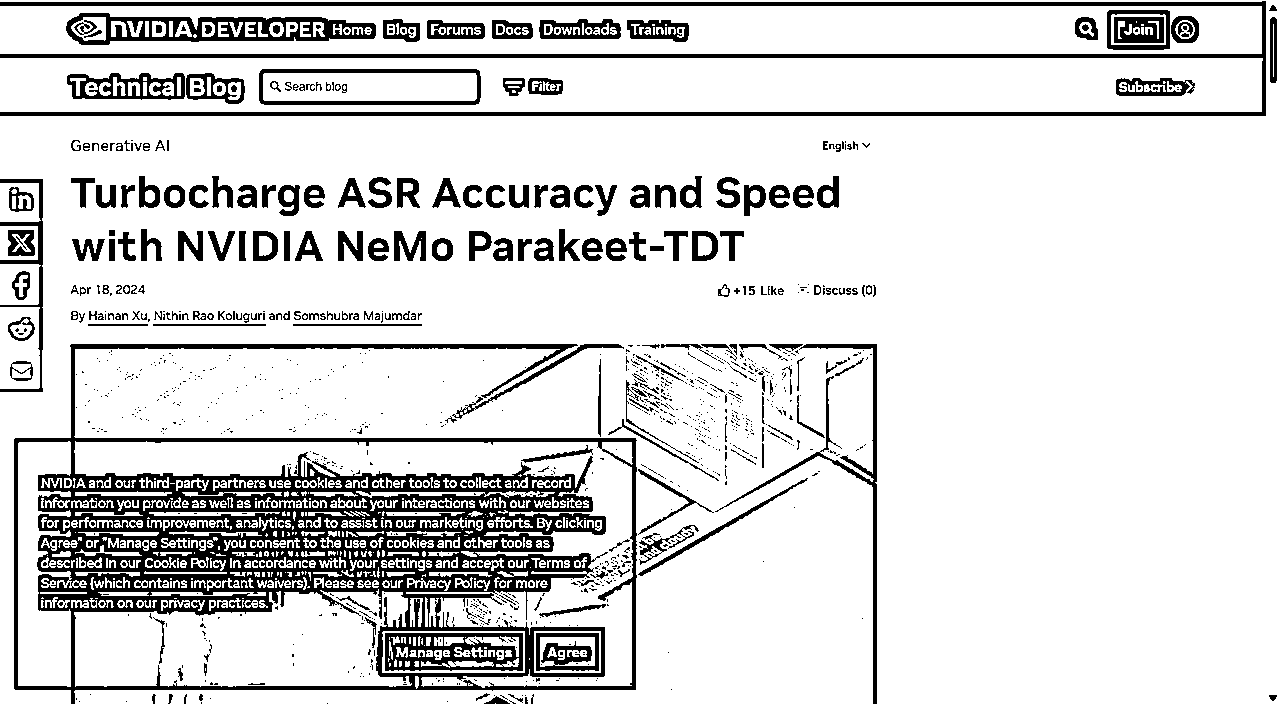 NVIDIA. DEVELOPER Home Blog Forums Docs Downloads Training Join
Technical Blog Search blog Filter Subscribe
Generative AI English
Turbocharge ASR Accuracy and Speed
with NVIDIA NeMo Parakeet-TDT
Apr 18, 2024 +15 Like Discuss (0)
By Hainan Xu, Nithin Rao Koluguri and Somshubra Majumdar
NVIDIA and our third-party partners use cookies and other tools to collect and record
information you provide as well as information about your interactions with our websites
for performance improvement, analytics, and to assist in our marketing efforts. By clicking
Agree" or "Manage Settings", you consent to the use of cookies and other tools as
described in our Cookie Policy in accordance with your settings and accept our Terms of
Service (which contains important waivers). Please see our Privacy Policy for more
information on our privacy practices.
Manage Settings Agree